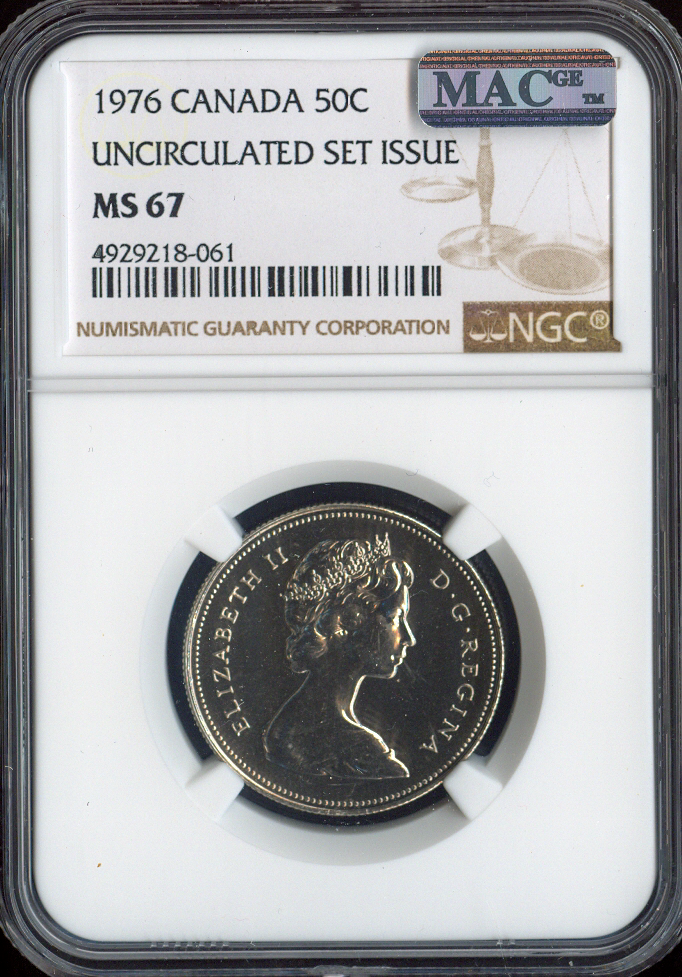 MAC GE TM
1976 CANADA 50C
UNCIRCULATED SET ISSUE
MS 67
4929218-061
NUMISMATIC GUARANTY CORPORATION
NGC®
ELIZABETH II D·G·REGINA